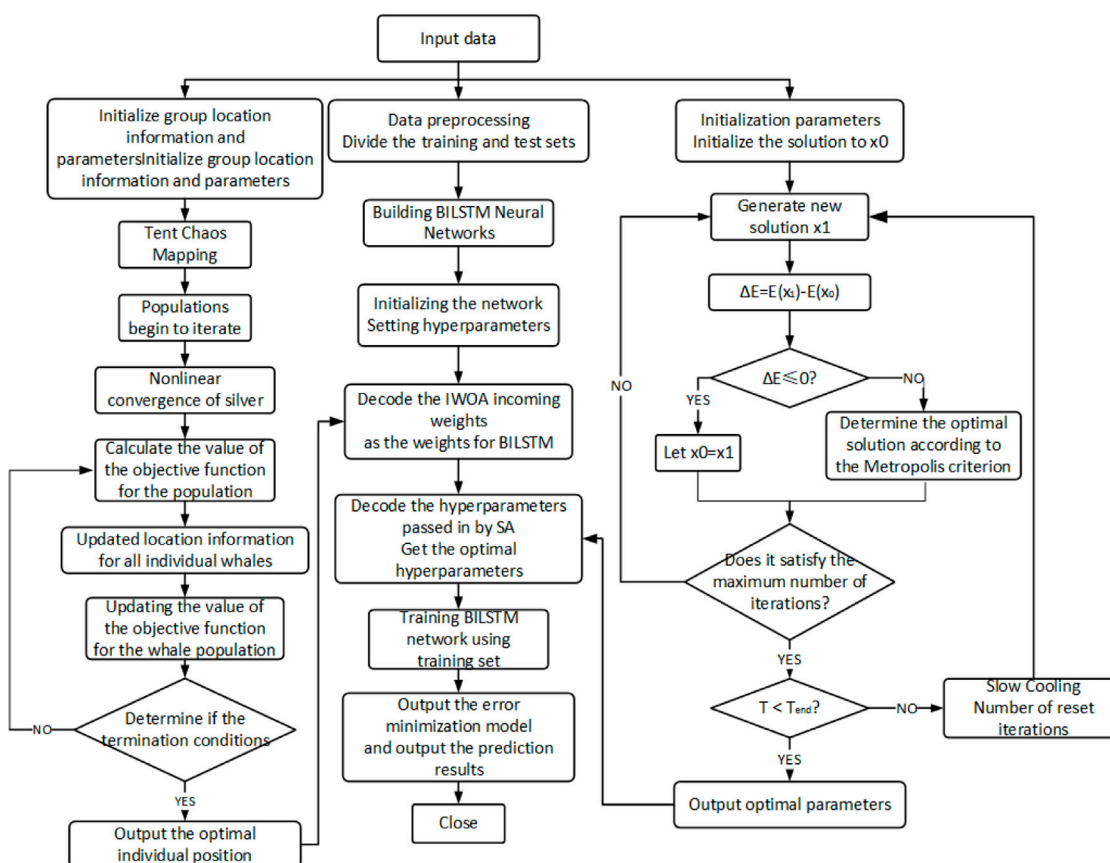 Input data
Initialize group location
information and
parametersInitialize group location
information and parameters
Tent Chaos
Mapping
Populations
begin to iterate
Nonlinear
convergence of silver
Calculate the value of
the objective function
for the population
Updated location information
for all individual whales
Updating the value of
the objective function
for the whale population
Determine if the
termination conditions
NO
YES
Output the optimal
individual position
Data preprocessing
Divide the training and test sets
Building BILSTM Neural
Networks
Initializing the network
Setting hyperparameters
Decode the IWOA incoming
weights
as the weights for BILSTM
Decode the hyperparameters
passed in by SA
Get the optimal
hyperparameters
Training BILSTM
network using
training set
Output the error
minimization model
and output the prediction
results
Close
Initialization parameters
Initialize the solution to x0
Generate new
solution x1
ΔE=E(x₁)-E(x₀)
ΔE≤0?
YES
NO
Let x0=x1
Determine the optimal
solution according to
the Metropolis criterion
Does it satisfy the
maximum number of
iterations?
NO
YES
T < Tend?
NO
Slow Cooling
Number of reset
iterations
YES
Output optimal parameters